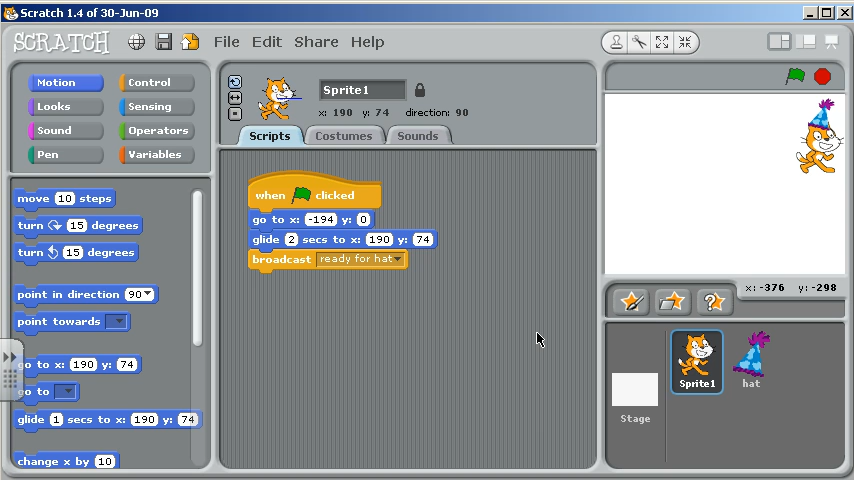 Scratch 1.4 of 30-Jun-09
SCRATCH File Edit Share Help
Motion Control
Looks Sensing
Sound Operators
Pen Variables
move 10 steps
turn 15 degrees
turn 15 degrees
point in direction 90
point towards
go to x: 190 y: 74
go to
glide 1 secs to x: 190 y: 74
change x by 10
Sprite1
x: 190 y: 74 direction: 90
Scripts Costumes Sounds
when clicked
go to x: -194 y: 0
glide 2 secs to x: 190 y: 74
broadcast ready for hat
x: -376 y: -298
Sprite1 hat
Stage